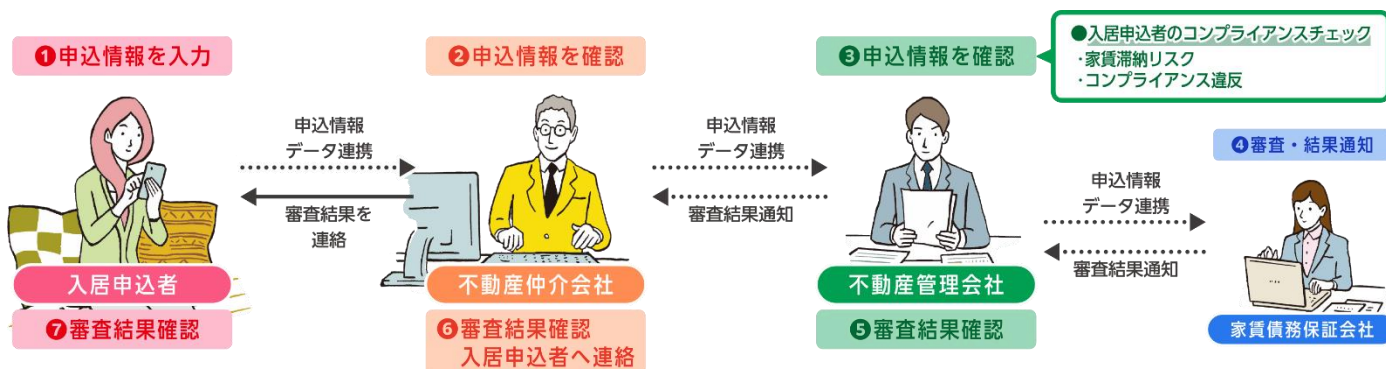 ❶申込情報を入力
❷申込情報を確認
❸申込情報を確認
●入居申込者のコンプライアンスチェック
・家賃滞納リスク
・コンプライアンス違反
❹審査・結果通知
申込情報
データ連携
審査結果を
連絡
申込情報
データ連携
審査結果通知
申込情報
データ連携
審査結果通知
入居申込者
不動産仲介会社
不動産管理会社
家賃債務保証会社
❼審査結果確認
❻審査結果確認
入居申込者へ連絡
❺審査結果確認